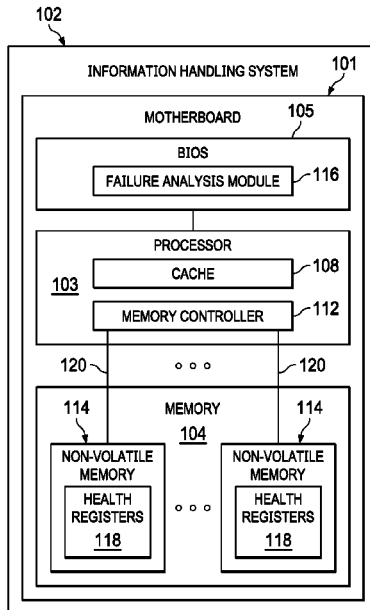 102
INFORMATION HANDLING SYSTEM
101
MOTHERBOARD
105
BIOS
FAILURE ANALYSIS MODULE
116
PROCESSOR
CACHE
108
103
MEMORY CONTROLLER
112
120
120
114
MEMORY
114
104
NON-VOLATILE
MEMORY
HEALTH
REGISTERS
118
NON-VOLATILE
MEMORY
HEALTH
REGISTERS
118